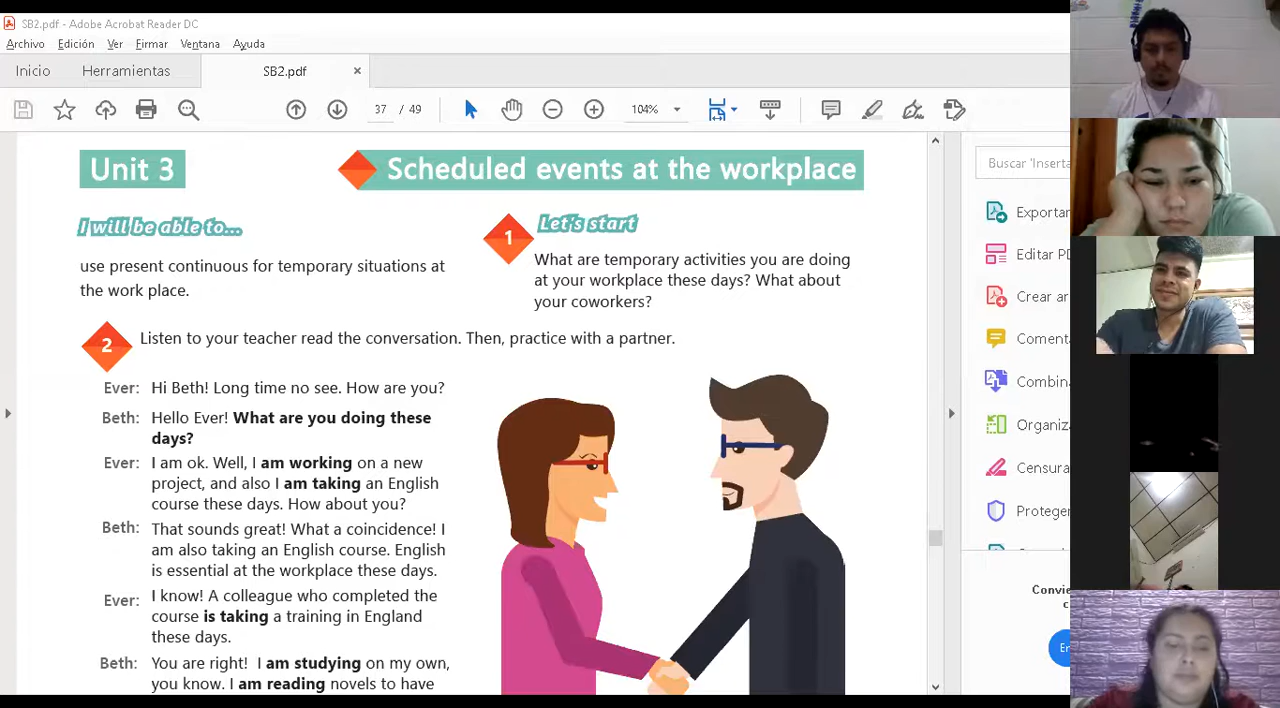 SB2.pdf - Adobe Acrobat Reader DC
Archivo Edición Ver Firmar Ventana Ayuda
Inicio Herramientas SB2.pdf ×
37 / 49 104%
Unit 3
Scheduled events at the workplace
I will be able to...
use present continuous for temporary situations at
the work place.
1 Let's start
What are temporary activities you are doing
at your workplace these days? What about
your coworkers?
2 Listen to your teacher read the conversation. Then, practice with a partner.
Ever: Hi Beth! Long time no see. How are you?
Beth: Hello Ever! What are you doing these
days?
Ever: I am ok. Well, I am working on a new
project, and also I am taking an English
course these days. How about you?
Beth: That sounds great! What a coincidence! I
am also taking an English course. English
is essential at the workplace these days.
Ever: I know! A colleague who completed the
course is taking a training in England
these days.
Beth: You are right! I am studying on my own,
you know. I am reading novels to have
Buscar 'Inserta
Exportar
Editar PD
Crear ar
Coment
Combin
Organiz
Censura
Proteger
Convie